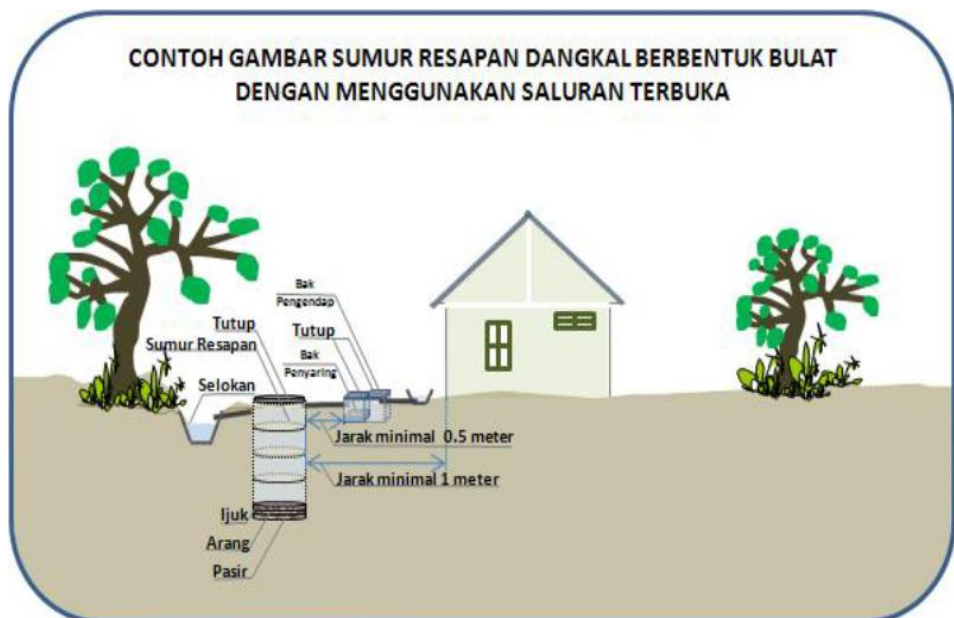 CONTOH GAMBAR SUMUR RESAPAN DANGKAL BERBENTUK BULAT
DENGAN MENGGUNAKAN SALURAN TERBUKA
Bak
Pengendap
Tutup
Tutup
Sumur Resapan
Bak
Penyaring
Selokan
Jarak minimal 0.5 meter
Jarak minimal 1 meter
Ijuk
Arang
Pasir